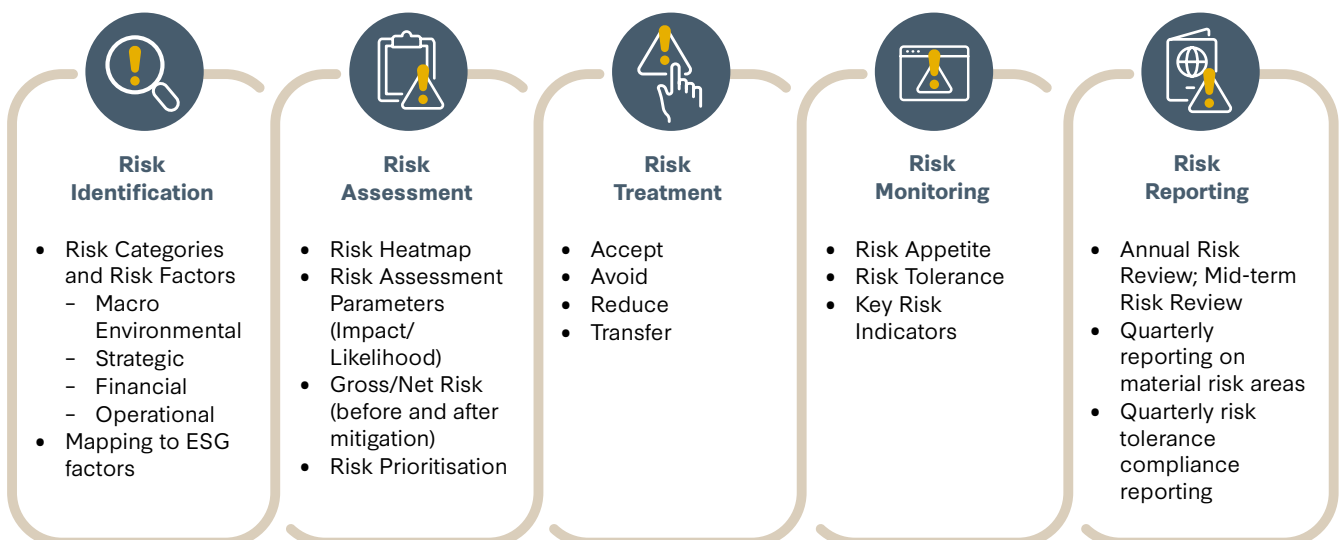 Risk
Identification
• Risk Categories
and Risk Factors
– Macro
Environmental
– Strategic
– Financial
– Operational
• Mapping to ESG
factors
Risk
Assessment
• Risk Heatmap
• Risk Assessment
Parameters
(Impact/
Likelihood)
• Gross/Net Risk
(before and after
mitigation)
• Risk Prioritisation
Risk
Treatment
• Accept
• Avoid
• Reduce
• Transfer
Risk
Monitoring
• Risk Appetite
• Risk Tolerance
• Key Risk
Indicators
Risk
Reporting
• Annual Risk
Review; Mid-term
Risk Review
• Quarterly
reporting on
material risk areas
• Quarterly risk
tolerance
compliance
reporting